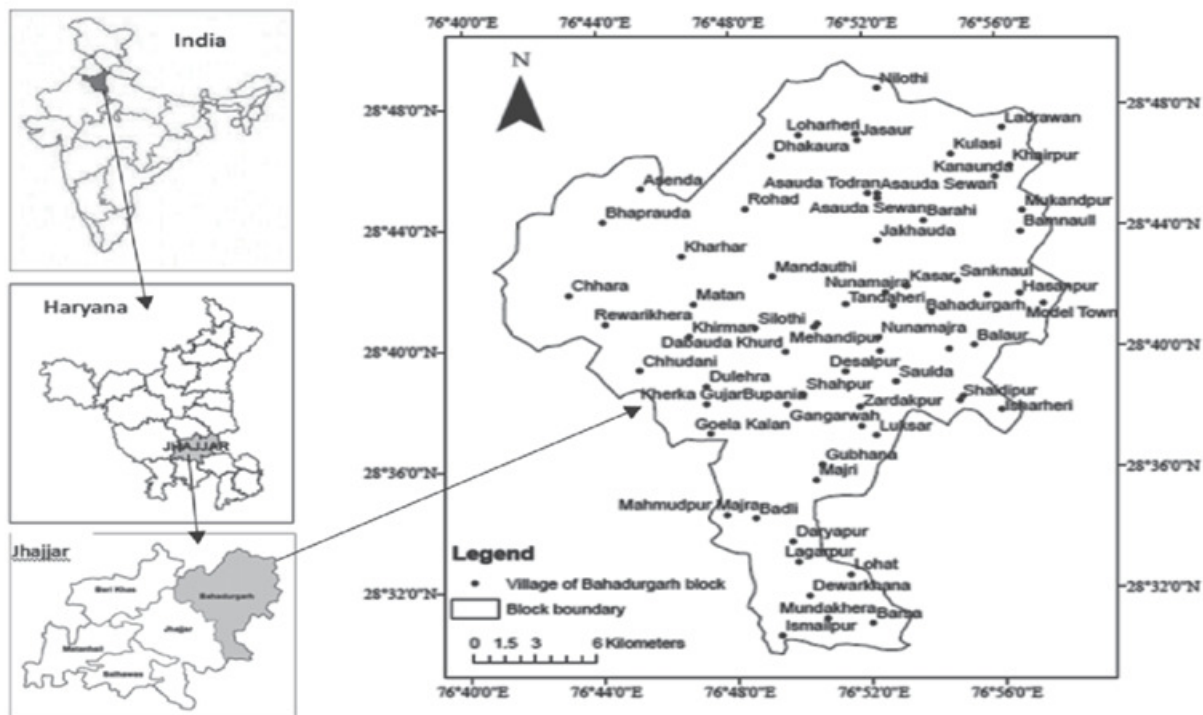 India
Haryana
JHAJJAR
Jhajjar
Bahadurgarh
Beri Khas
Jhajjar
Matanhail
Salhawas
76°40'0"E 76°44'0"E 76°48'0"E 76°52'0"E 76°56'0"E
N
28°48'0"N
28°44'0"N
28°40'0"N
28°36'0"N
28°32'0"N
Nilothi
Ladrawan
Loharheri
Jasaur
Dhakaura
Kulasi
Khairpur
Kanaunda
Asenda
Asauda Todran
Asauda Sewan
Rohad
Asauda Sewan
Barahi
Mukandpur
Bamnaull
Bhaprauda
Jakhauda
Kharhar
Mandauthi
Nunamajra
Kasar
Sanknaul
Hasanpur
Chhara
Matan
Tandaheri
Bahadurgarh
Model Town
Rewarikhera
Khirman
Silothi
Mehandipur
Nunamajra
Balaur
Dabauda Khurd
Chhudani
Desalpur
Saulda
Dulehra
Shahpur
Shaidipur
Kherka Gujar
Bupania
Zardakpur
Isharheri
Gangarwah
Goela Kalan
Luksar
Gubhana
Majri
Mahmudpur Majra
Badli
Daryapur
Lagarpur
Lohat
Dewarkhana
Mundakhera
Ismailpur
28°48'0"N
28°44'0"N
28°40'0"N
28°36'0"N
28°32'0"N
Legend
Village of Bahadurgarh block
Block boundary
0 1.5 3 6 Kilometers
76°40'0"E 76°44'0"E 76°48'0"E 76°52'0"E 76°56'0"E